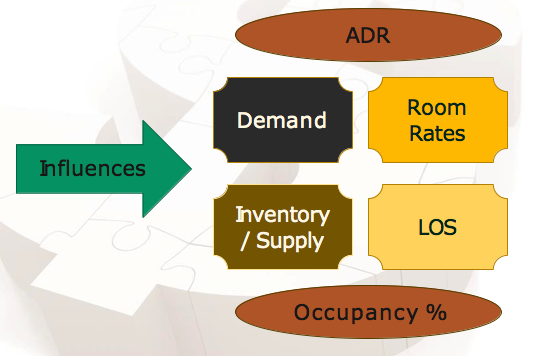 ADR
Demand
Room
Rates
Influences
Inventory
/ Supply
LOS
Occupancy %